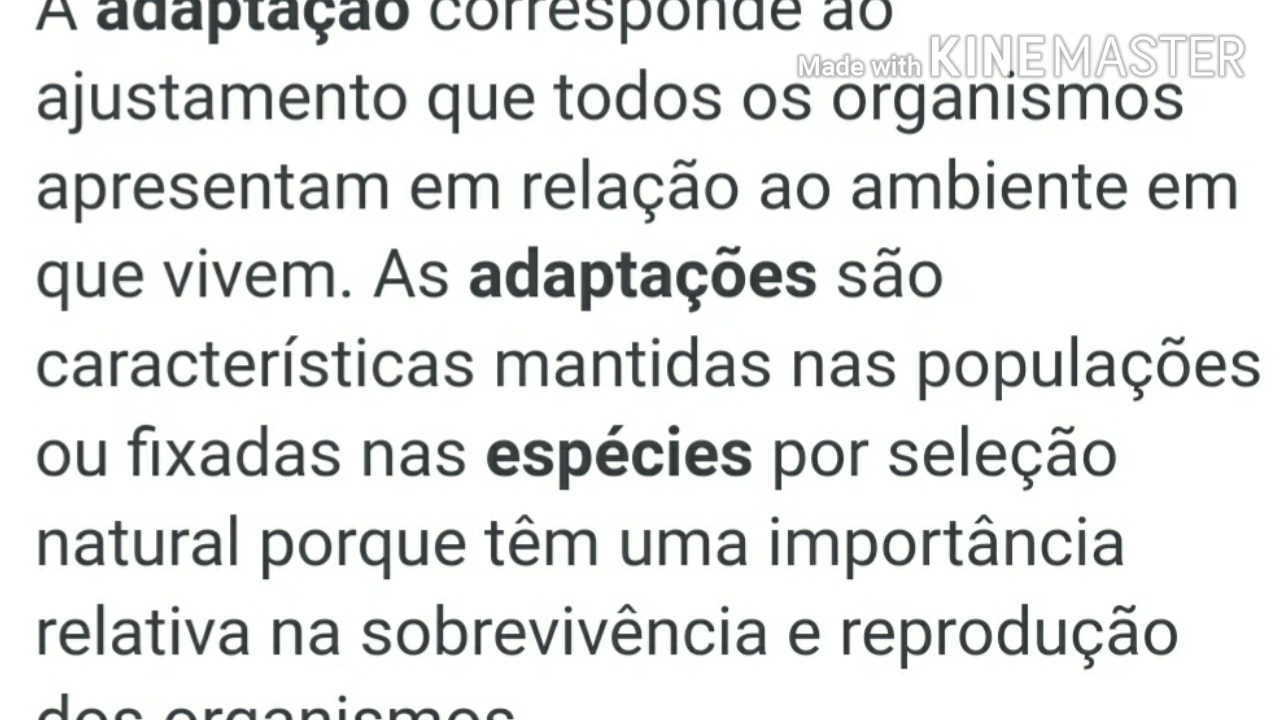 A adaptação corresponde ao
Made with KINEMASTER
ajustamento que todos os organismos
apresentam em relação ao ambiente em
que vivem. As adaptações são
características mantidas nas populações
ou fixadas nas espécies por seleção
natural porque têm uma importância
relativa na sobrevivência e reprodução
dos organismos